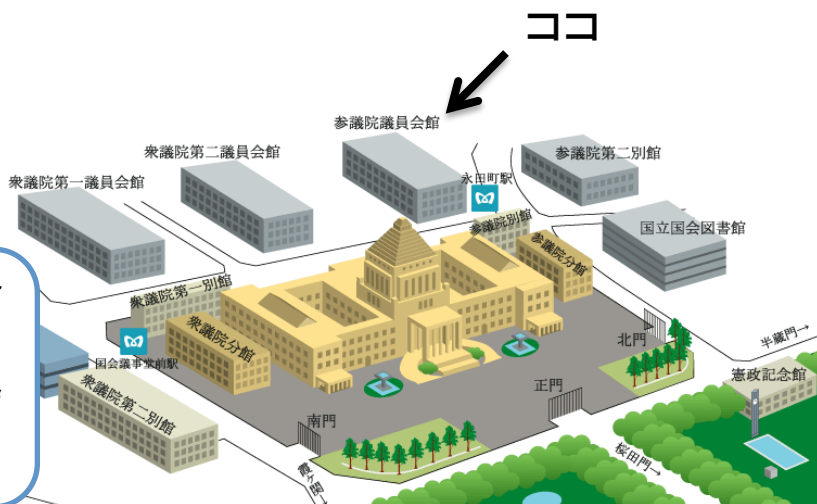 ココ
参議院議員会館
衆議院第二議員会館
参議院第二別館
衆議院第一議員会館
永田町駅
参議院別館
国立国会図書館
参議院分館
衆議院第一別館
衆議院分館
国会議事堂前駅
北門
半蔵門→
憲政記念館
衆議院第二別館
正門
南門
桜田門→
霞ヶ関→